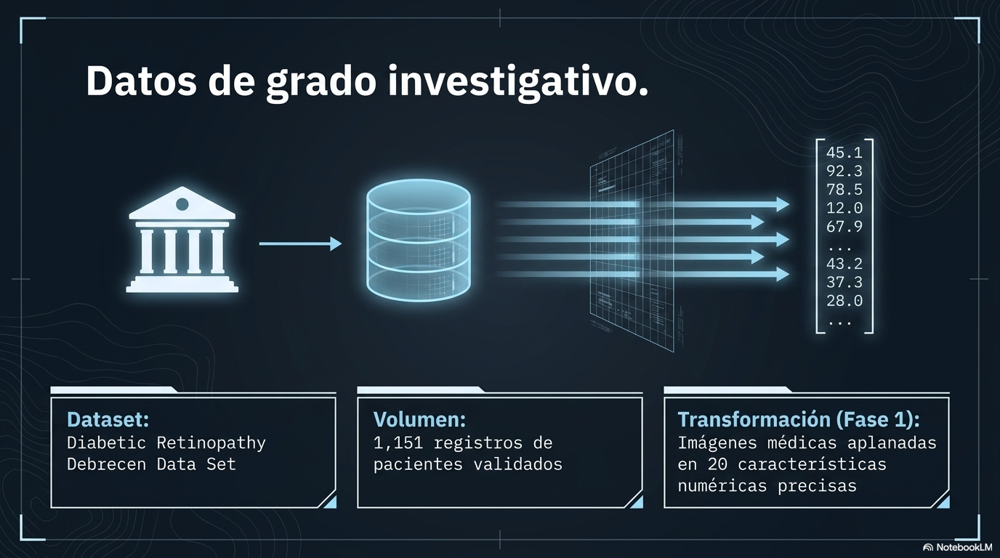 Datos de grado investigativo.
45.1
92.3
78.5
12.0
67.9
...
43.2
37.3
28.0
...
Dataset:
Diabetic Retinopathy
Debrecen Data Set
Volumen:
1,151 registros de
pacientes validados
Transformación (Fase 1):
Imágenes médicas aplanadas
en 20 características
numéricas precisas
NotebookLM